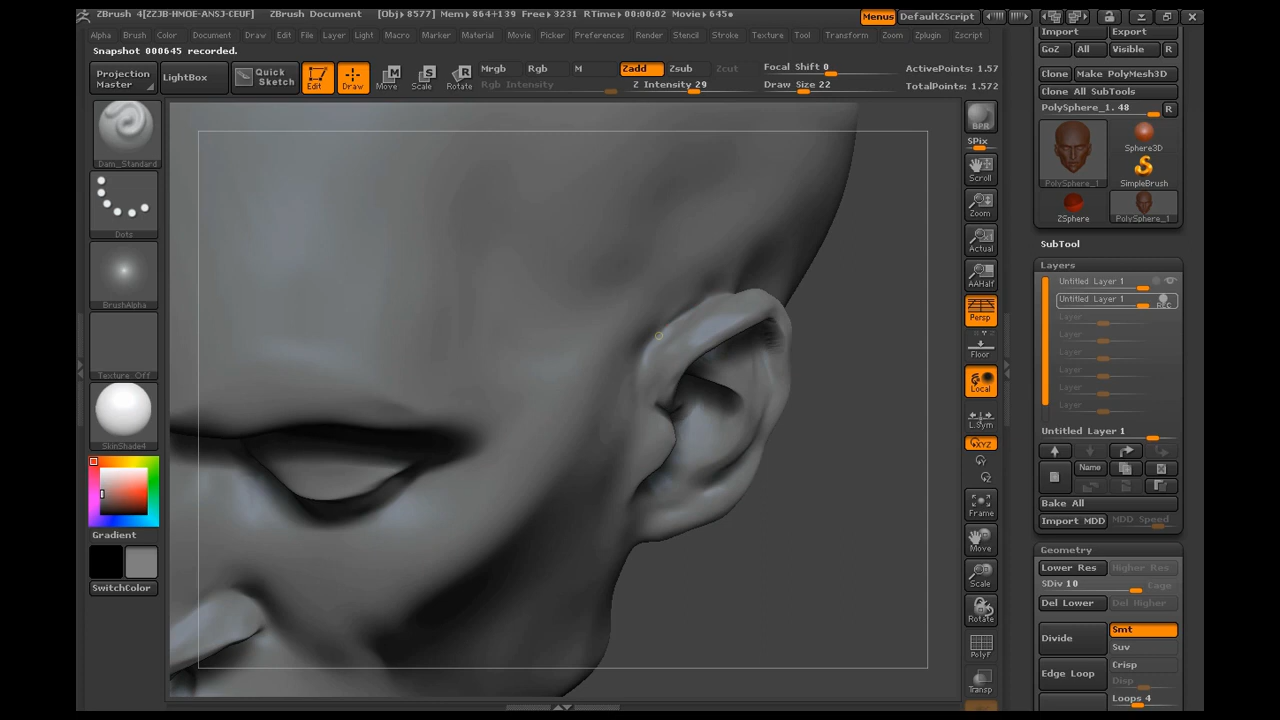 ZBrush 4[ZZJB-HMOE-ANSJ-CEUF] ZBrush Document [Obj▸8577] Mem▸864+139 Free▸3231 RTime▸00:00:02 Movie▸645● Menus DefaultZScript
Alpha Brush Color Document Draw Edit File Layer Light Macro Marker Material Movie Picker Preferences Render Stencil Stroke Texture Tool Transform Zoom Zplugin Zscript
Snapshot 000645 recorded.
Projection Master
LightBox
Quick Sketch
Edit
Draw
Move
Scale
Rotate
Mrgb Rgb M Zadd Zsub Zcut
Rgb Intensity Z Intensity 29
Focal Shift 0
Draw Size 22
ActivePoints: 1.57
TotalPoints: 1.572
Dam_Standard
Dots
BrushAlpha
Texture Off
SkinShade4
Gradient
SwitchColor
BPR
SPix
Scroll
Zoom
Actual
AAHalf
Persp
Floor
Local
L.Sym
XYZ
Y
Z
Frame
Move
Scale
Rotate
PolyF
Transp
Import Export
GoZ All Visible R
Clone Make PolyMesh3D
Clone All SubTools
PolySphere_1. 48 R
PolySphere_1
Sphere3D
SimpleBrush
ZSphere
PolySphere_1
SubTool
Layers
Untitled Layer 1
Untitled Layer 1 REC
Layer
Layer
Layer
Layer
Layer
Layer
Untitled Layer 1
Name
Bake All
Import MDD MDD Speed
Geometry
Lower Res Higher Res
SDiv 10 Cage
Del Lower Del Higher
Divide
Smt
Suv
Edge Loop
Crisp
Disp
Loops 4